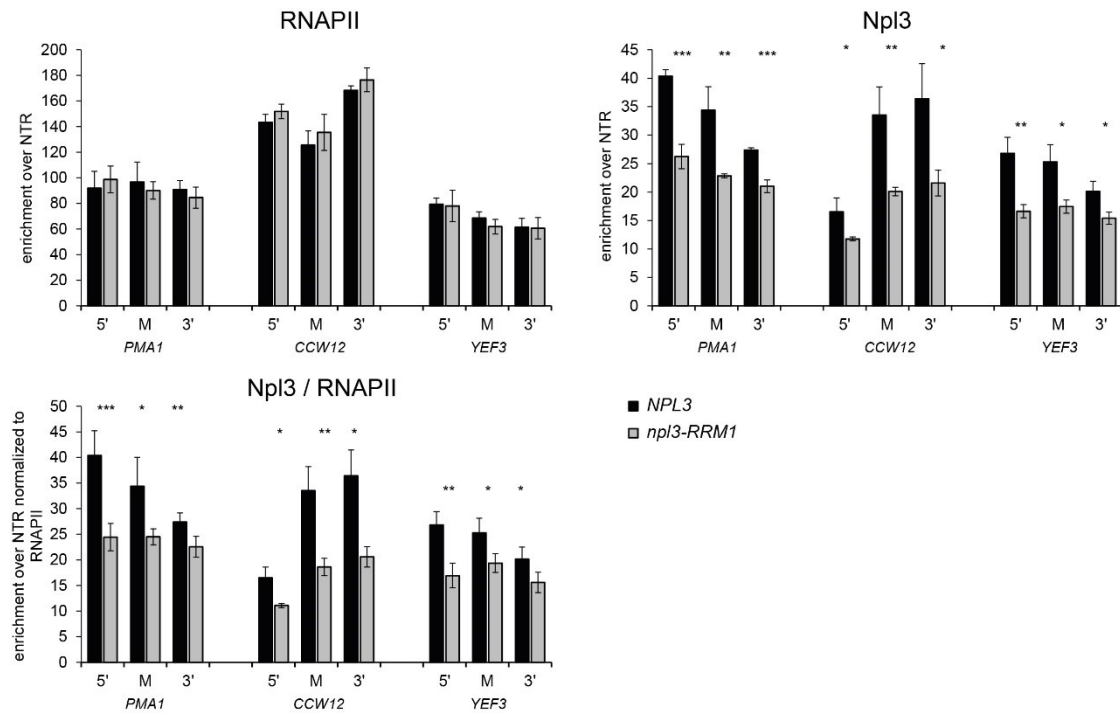 RNAPII
enrichment over NTR
200
180
160
140
120
100
80
60
40
20
0
5' M 3' 5' M 3' 5' M 3'
PMA1 CCW12 YEF3
Npl3
enrichment over NTR
45
40
35
30
25
20
15
10
5
0
*** ** *** * ** * ** * *
5' M 3' 5' M 3' 5' M 3'
PMA1 CCW12 YEF3
Npl3 / RNAPII
enrichment over NTR normalized to
RNAPII
50
45
40
35
30
25
20
15
10
5
0
*** * ** * ** * ** * *
5' M 3' 5' M 3' 5' M 3'
PMA1 CCW12 YEF3
NPL3
npl3-RRM1